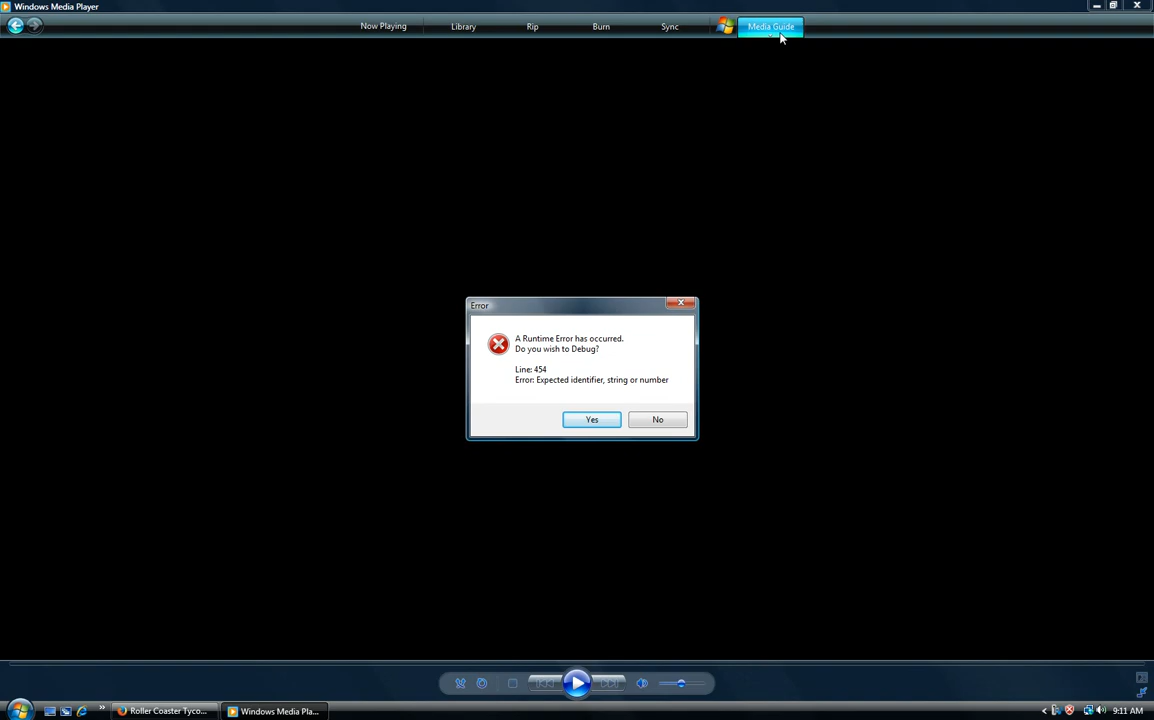 Windows Media Player
Now Playing
Library
Rip
Burn
Sync
Media Guide
Error
A Runtime Error has occurred.
Do you wish to Debug?
Line: 454
Error: Expected identifier, string or number
Yes
No
Roller Coaster Tyco...
Windows Media Pla...
9:11 AM